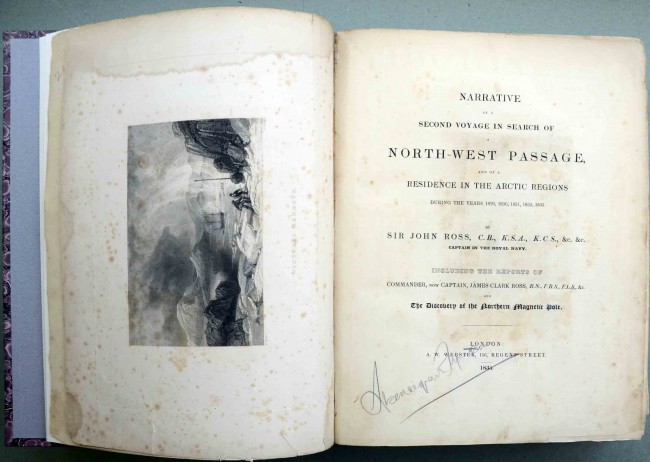 NARRATIVE
OF A
SECOND VOYAGE IN SEARCH OF
A
NORTH-WEST PASSAGE,
AND OF A
RESIDENCE IN THE ARCTIC REGIONS
DURING THE YEARS 1829, 1830, 1831, 1832, 1833.
BY
SIR JOHN ROSS, C.B., K.S.A., K.C.S., &c. &c.
CAPTAIN IN THE ROYAL NAVY.
INCLUDING THE REPORTS OF
COMMANDER, NOW CAPTAIN, JAMES CLARK ROSS, R.N., F.R.S., F.L.S., &c.
AND
The Discovery of the Northern Magnetic Pole.
LONDON:
A. W. WEBSTER, 156, REGENT STREET.